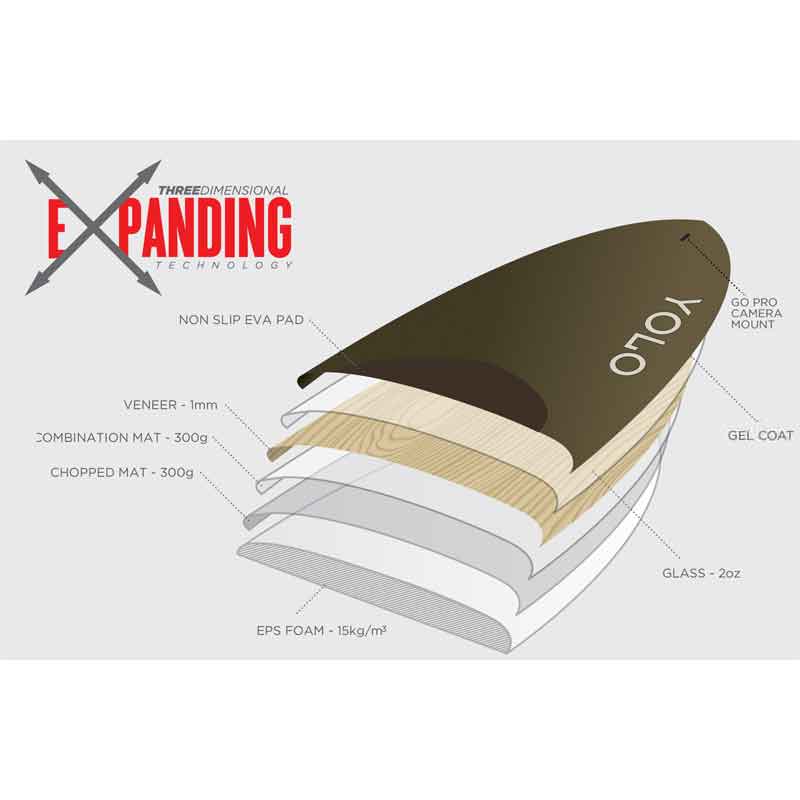 THREEDIMENSIONAL
EXPANDING
TECHNOLOGY
NON SLIP EVA PAD
GO PRO
CAMERA
MOUNT
YOLO
VENEER - 1mm
COMBINATION MAT - 300g
GEL COAT
CHOPPED MAT - 300g
GLASS - 2oz
EPS FOAM - 15kg/m³